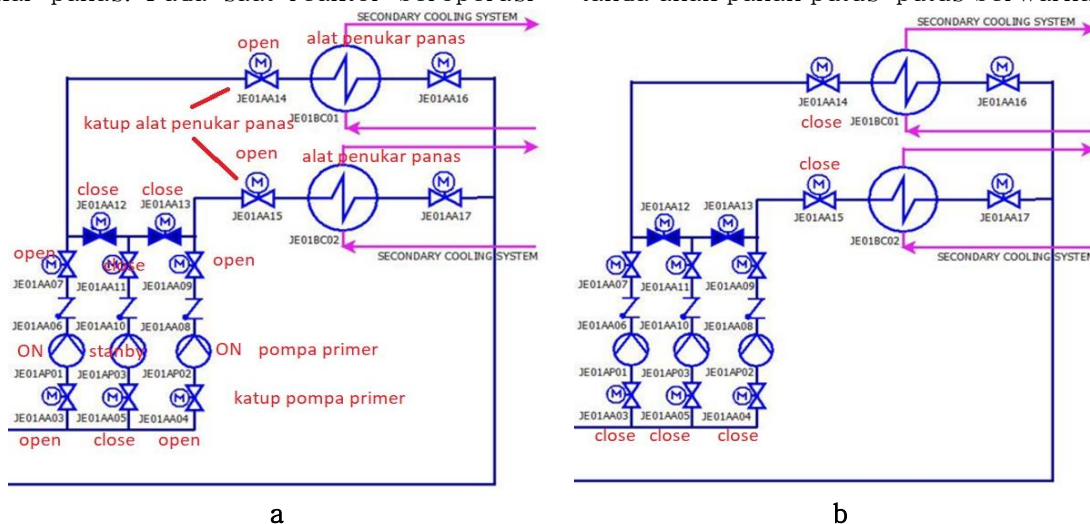 SECONDARY COOLING SYSTEM
open
alat penukar panas
JE01AA14
JE01BC01
JE01AA16
katup alat penukar panas
open
alat penukar panas
close
close
JE01AA12
JE01AA13
JE01AA15
JE01BC02
JE01AA17
open
close
open
SECONDARY COOLING SYSTEM
JE01AA07
JE01AA11
JE01AA09
JE01AA06
JE01AA10
JE01AA08
ON
stanby
ON
pompa primer
JE01AP01
JE01AP03
JE01AP02
katup pompa primer
JE01AA03
JE01AA05
JE01AA04
open
close
open
a
SECONDARY COOLING SYSTEM
JE01AA14
JE01BC01
JE01AA16
close
close
JE01AA12
JE01AA13
JE01AA15
JE01BC02
JE01AA17
SECONDARY COOLING SYSTEM
JE01AA07
JE01AA11
JE01AA09
JE01AA06
JE01AA10
JE01AA08
JE01AP01
JE01AP03
JE01AP02
JE01AA03
JE01AA05
JE01AA04
close
close
close
b